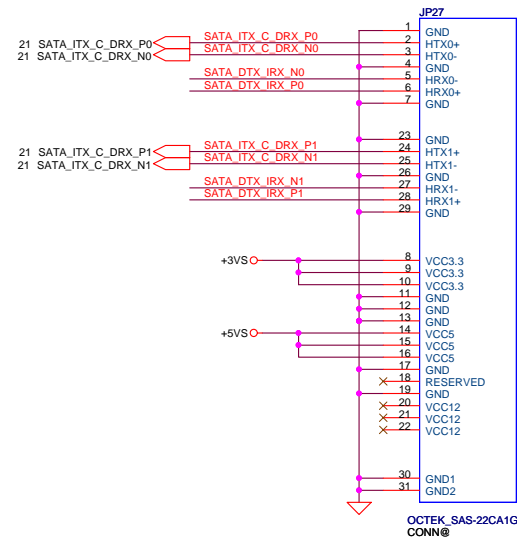 JP27
1 GND
SATA_ITX_C_DRX_P0 2 HTX0+
21 SATA_ITX_C_DRX_P0
SATA_ITX_C_DRX_N0 3 HTX0-
21 SATA_ITX_C_DRX_N0
4 GND
SATA_DTX_IRX_N0 5 HRX0-
SATA_DTX_IRX_P0 6 HRX0+
7 GND
23 GND
SATA_ITX_C_DRX_P1 24 HTX1+
21 SATA_ITX_C_DRX_P1
SATA_ITX_C_DRX_N1 25 HTX1-
21 SATA_ITX_C_DRX_N1
26 GND
SATA_DTX_IRX_N1 27 HRX1-
SATA_DTX_IRX_P1 28 HRX1+
29 GND
+3VS 8 VCC3.3
9 VCC3.3
10 VCC3.3
11 GND
12 GND
13 GND
+5VS 14 VCC5
15 VCC5
16 VCC5
17 GND
18 RESERVED
19 GND
20 VCC12
21 VCC12
22 VCC12
30 GND1
31 GND2
OCTEK_SAS-22CA1G
CONN@